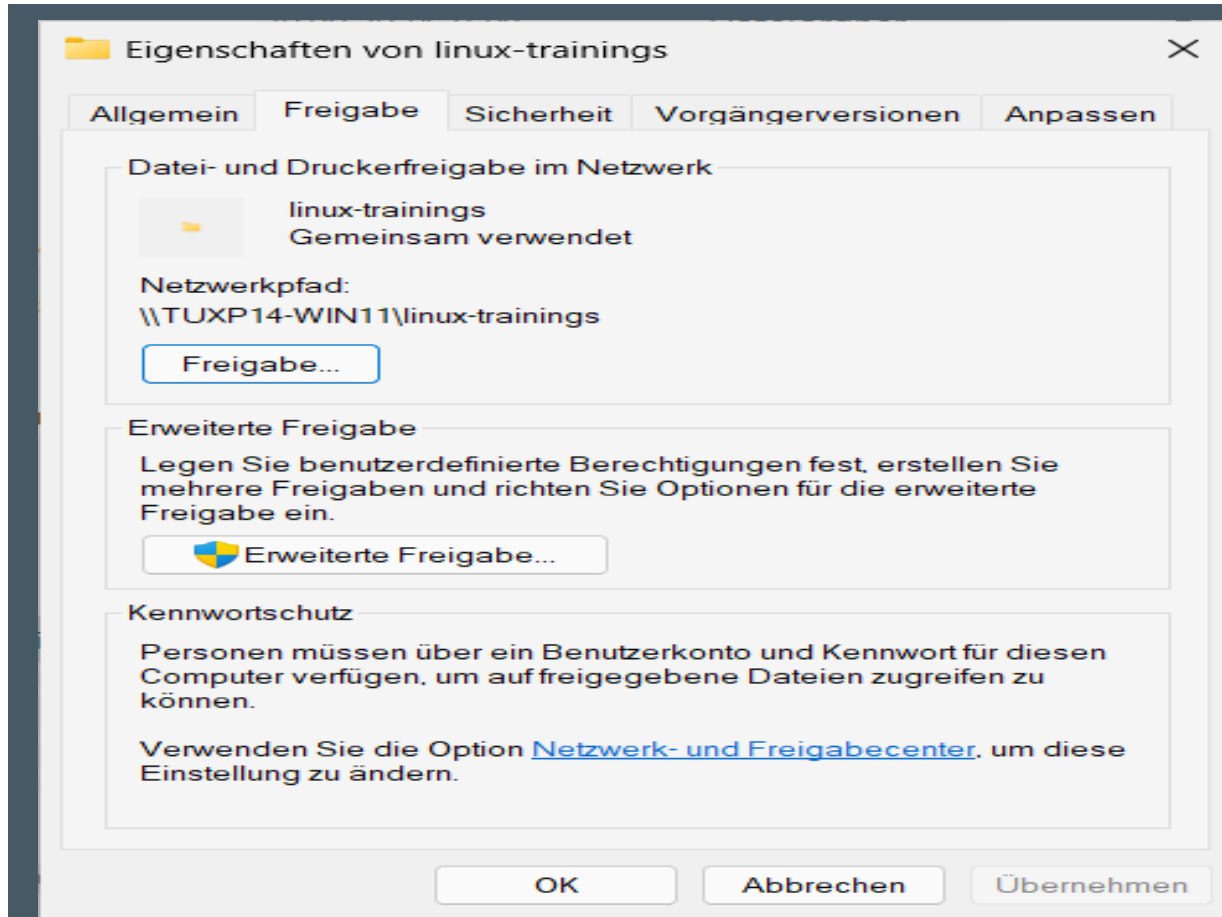 Eigenschaften von linux-trainings
Allgemein Freigabe Sicherheit Vorgängerversionen Anpassen
Datei- und Druckerfreigabe im Netzwerk
linux-trainings
Gemeinsam verwendet
Netzwerkpfad:
\\TUXP14-WIN11\linux-trainings
Freigabe...
Erweiterte Freigabe
Legen Sie benutzerdefinierte Berechtigungen fest, erstellen Sie
mehrere Freigaben und richten Sie Optionen für die erweiterte
Freigabe ein.
Erweiterte Freigabe...
Kennwortschutz
Personen müssen über ein Benutzerkonto und Kennwort für diesen
Computer verfügen, um auf freigegebene Dateien zugreifen zu
können.
Verwenden Sie die Option Netzwerk- und Freigabecenter, um diese
Einstellung zu ändern.
OK Abbrechen Übernehmen